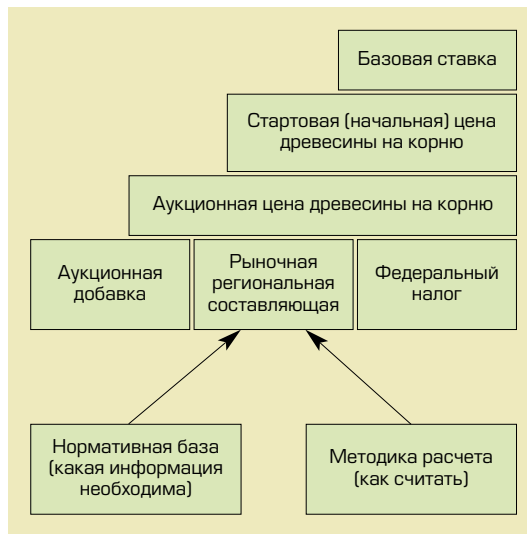 Базовая ставка
Стартовая (начальная) цена
древесины на корню
Аукционная цена древесины на корню
Аукционная
добавка
Рыночная
региональная
составляющая
Федеральный
налог
Нормативная база
(какая информация
необходима)
Методика расчета
(как считать)